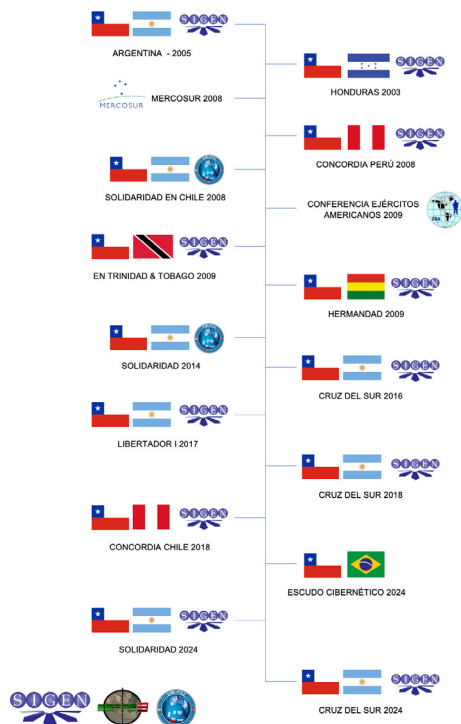 SIGEN
ARGENTINA - 2005
SIGEN
HONDURAS 2003
MERCOSUR
MERCOSUR 2008
SIGEN
CONCORDIA PERÚ 2008
SOLIDARIDAD EN CHILE 2008
CONFERENCIA EJÉRCITOS
AMERICANOS 2009
CEA
SIGEN
EN TRINIDAD & TOBAGO 2009
SIGEN
HERMANDAD 2009
SOLIDARIDAD 2014
SIGEN
CRUZ DEL SUR 2016
SIGEN
LIBERTADOR I 2017
SIGEN
CRUZ DEL SUR 2018
SIGEN
CONCORDIA CHILE 2018
ESCUDO CIBERNÉTICO 2024
SIGEN
SOLIDARIDAD 2024
SIGEN
CRUZ DEL SUR 2024
SIGEN